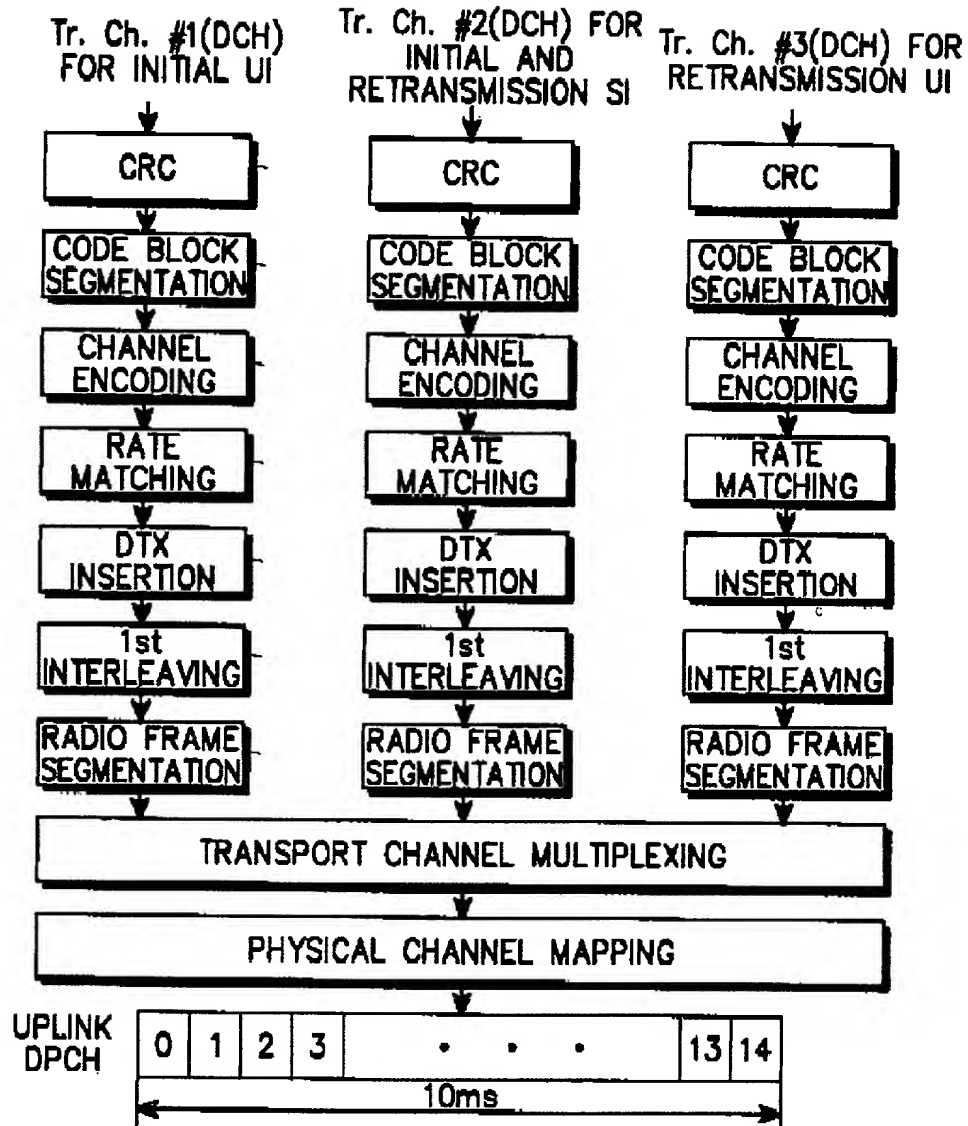 Tr. Ch. #1(DCH)
FOR INITIAL UI
Tr. Ch. #2(DCH) FOR
INITIAL AND
RETRANSMISSION SI
Tr. Ch. #3(DCH) FOR
RETRANSMISSION UI
CRC
CRC
CRC
CODE BLOCK
SEGMENTATION
CODE BLOCK
SEGMENTATION
CODE BLOCK
SEGMENTATION
CHANNEL
ENCODING
CHANNEL
ENCODING
CHANNEL
ENCODING
RATE
MATCHING
RATE
MATCHING
RATE
MATCHING
DTX
INSERTION
DTX
INSERTION
DTX
INSERTION
1st
INTERLEAVING
1st
INTERLEAVING
1st
INTERLEAVING
RADIO FRAME
SEGMENTATION
RADIO FRAME
SEGMENTATION
RADIO FRAME
SEGMENTATION
TRANSPORT CHANNEL MULTIPLEXING
PHYSICAL CHANNEL MAPPING
UPLINK
DPCH
0 1 2 3 . . . 13 14
10ms